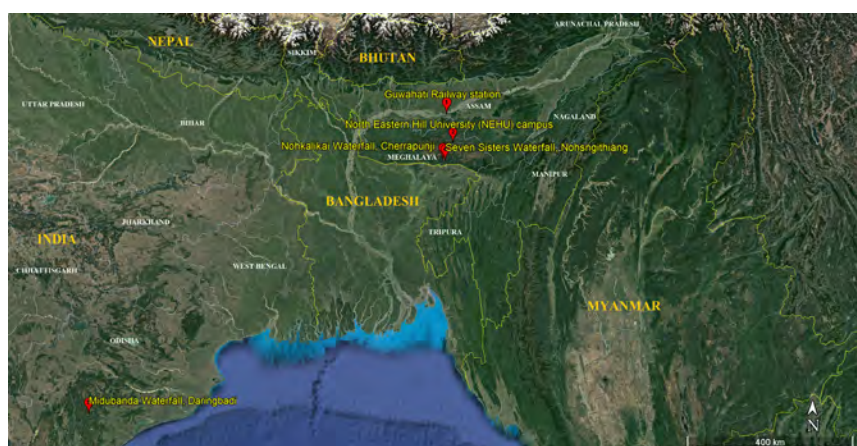 ARUNACHAL PRADESH
NEPAL
SIKKIM
BHUTAN
Guwahati Railway station
ASSAM
UTTAR PRADESH
NAGALAND
BIHAR
North Eastern Hill University (NEHU) campus
Nohkalikai Waterfall, Cherrapunji
Seven Sisters Waterfall, Nohsngithiang
MEGHALAYA
MANIPUR
BANGLADESH
JHARKHAND
TRIPURA
INDIA
WEST BENGAL
CHHATTISGARH
MYANMAR
ODISHA
Midubanda Waterfall, Daringbadi
N
400 km